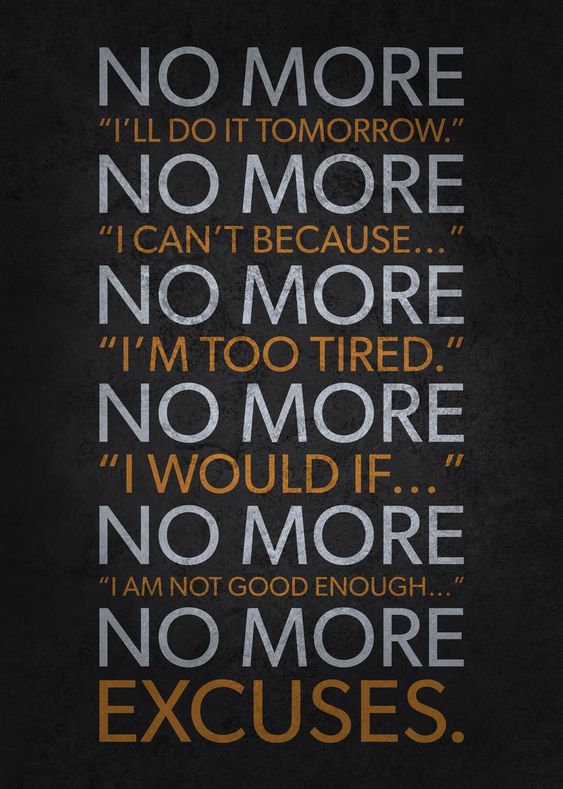 NO MORE
“I’LL DO IT TOMORROW.”
NO MORE
“I CAN’T BECAUSE...”
NO MORE
“I’M TOO TIRED.”
NO MORE
“I WOULD IF...”
NO MORE
“I AM NOT GOOD ENOUGH...”
NO MORE
EXCUSES.